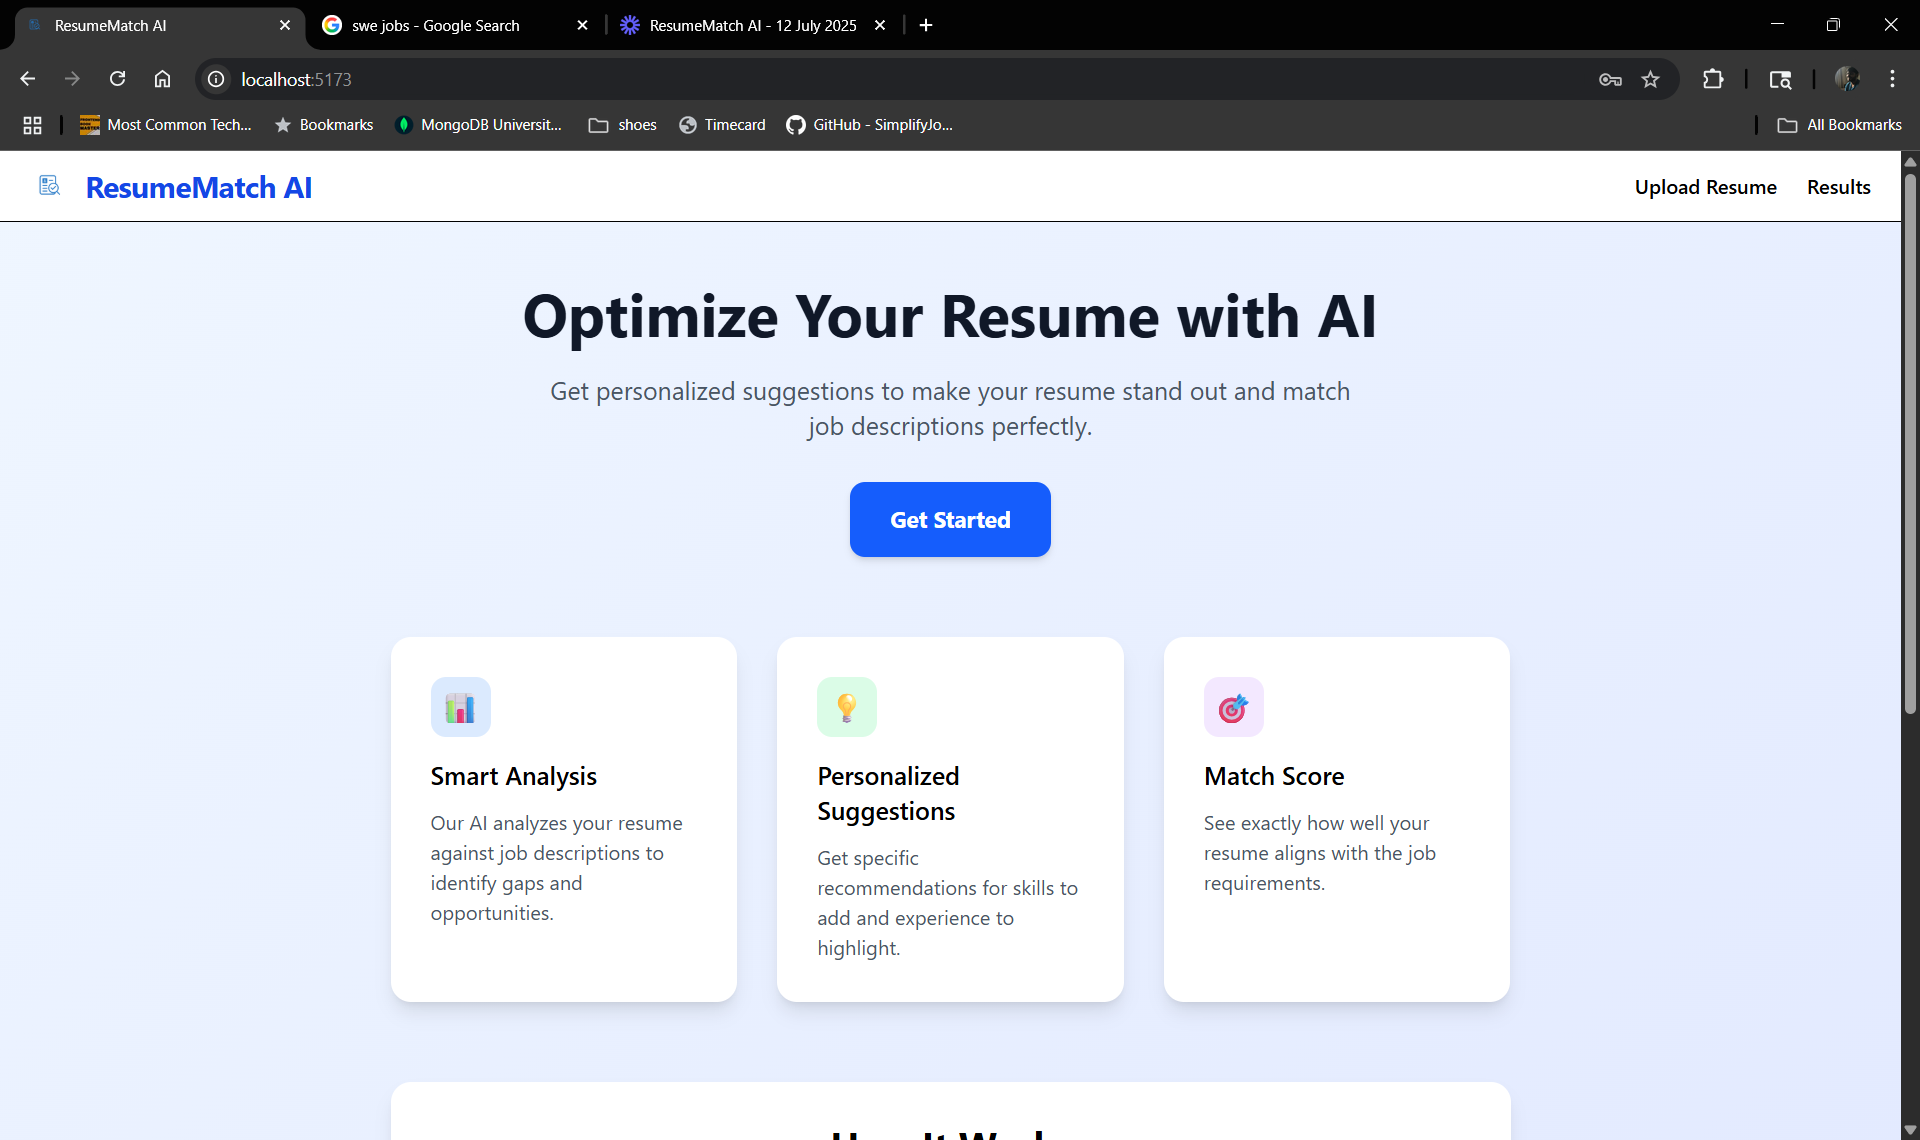 ResumeMatch AI
swe jobs - Google Search
ResumeMatch AI - 12 July 2025
localhost:5173
Most Common Tech...
Bookmarks
MongoDB Universit...
shoes
Timecard
GitHub - SimplifyJo...
All Bookmarks
ResumeMatch AI
Upload Resume
Results
Optimize Your Resume with AI
Get personalized suggestions to make your resume stand out and match
job descriptions perfectly.
Get Started
Smart Analysis
Our AI analyzes your resume
against job descriptions to
identify gaps and
opportunities.
Personalized
Suggestions
Get specific
recommendations for skills to
add and experience to
highlight.
Match Score
See exactly how well your
resume aligns with the job
requirements.